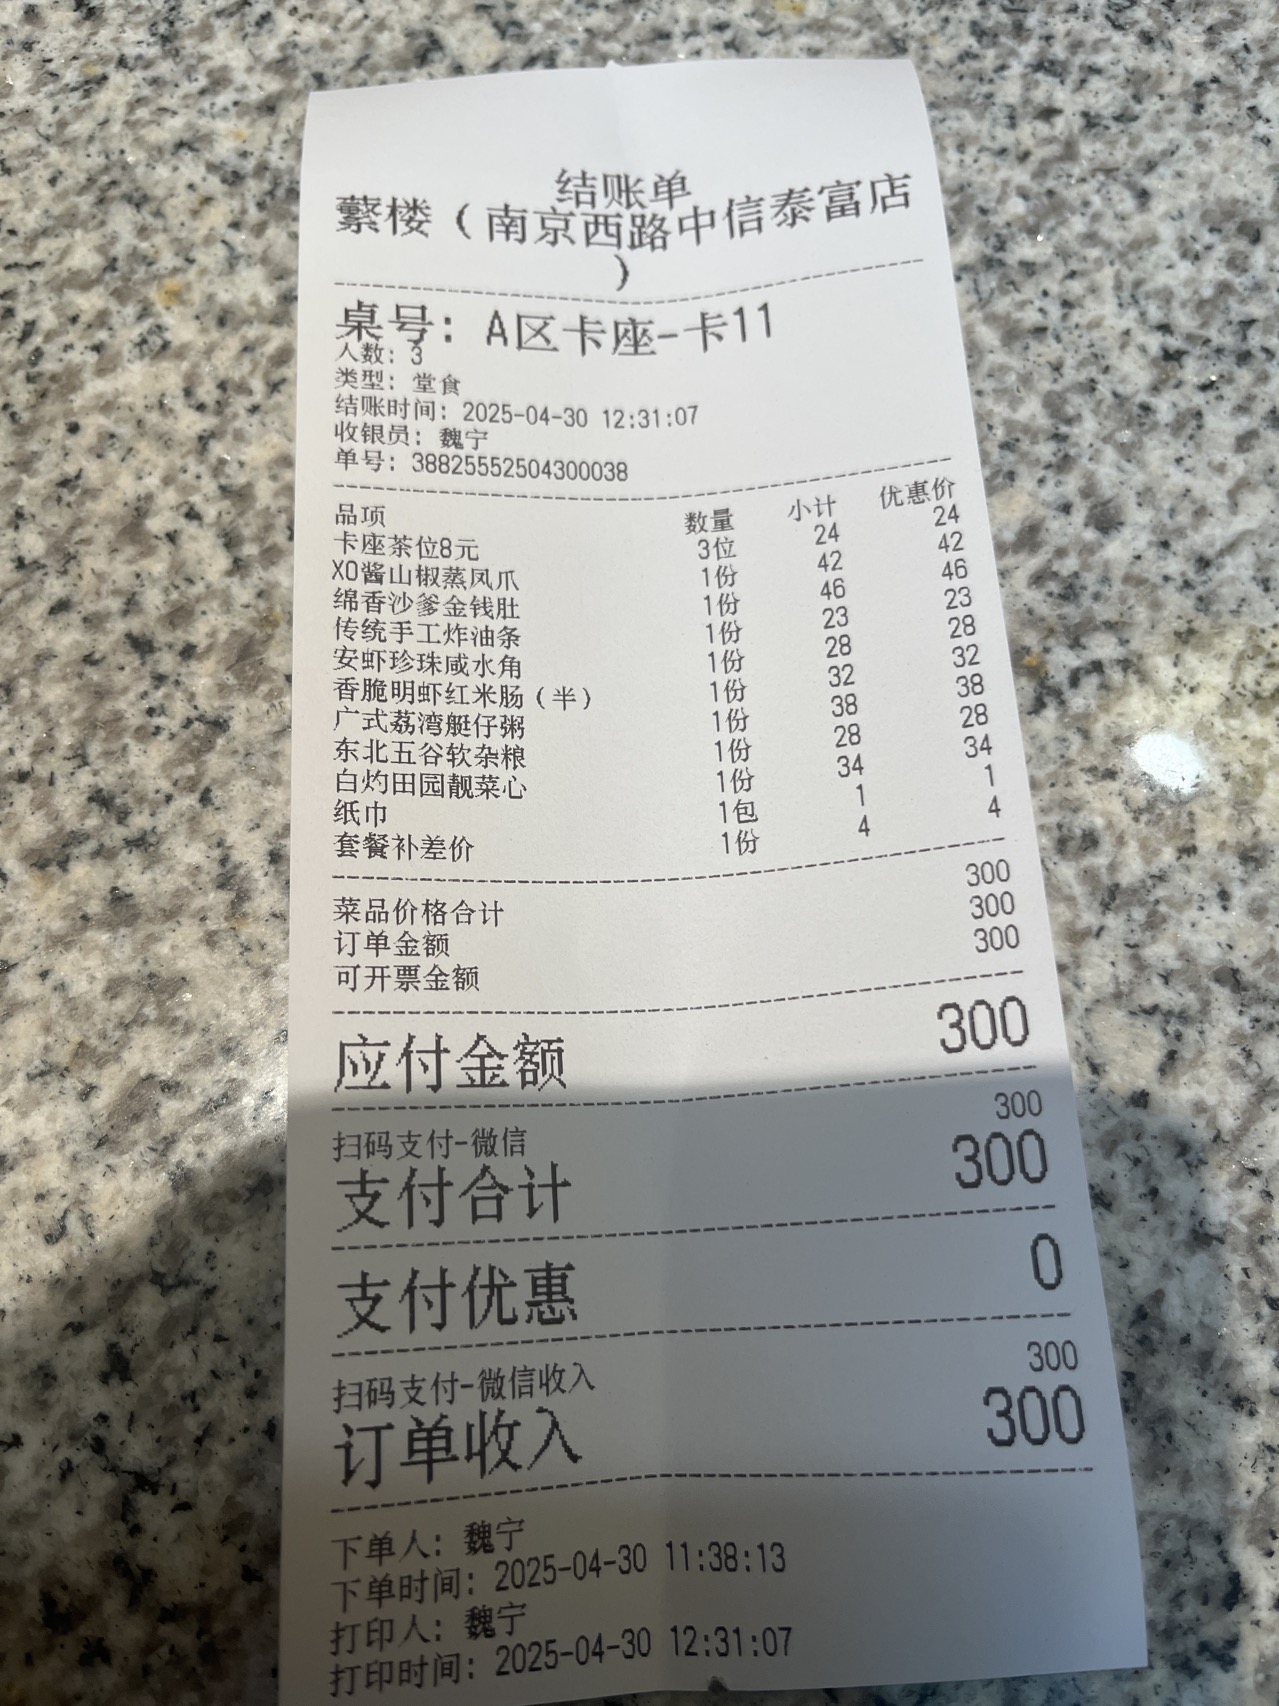 结账单
蘩楼（南京西路中信泰富店
）
桌号：A区卡座-卡11
人数：3
类型：堂食
结账时间：2025-04-30 12:31:07
收银员：魏宁
单号：38825552504300038
品项 数量 小计 优惠价
卡座茶位8元 3位 24 24
XO酱山椒蒸凤爪 1份 42 42
绵香沙爹金钱肚 1份 46 46
传统手工炸油条 1份 23 23
安虾珍珠咸水角 1份 28 28
香脆明虾红米肠（半） 1份 32 32
广式荔湾艇仔粥 1份 38 38
东北五谷软杂粮 1份 28 28
白灼田园靓菜心 1份 34 34
纸巾 1包 1 1
套餐补差价 1份 4 4
菜品价格合计 300
订单金额 300
可开票金额 300
应付金额 300
扫码支付-微信 300
支付合计 300
支付优惠 0
扫码支付-微信收入 300
订单收入 300
下单人：魏宁
下单时间：2025-04-30 11:38:13
打印人：魏宁
打印时间：2025-04-30 12:31:07